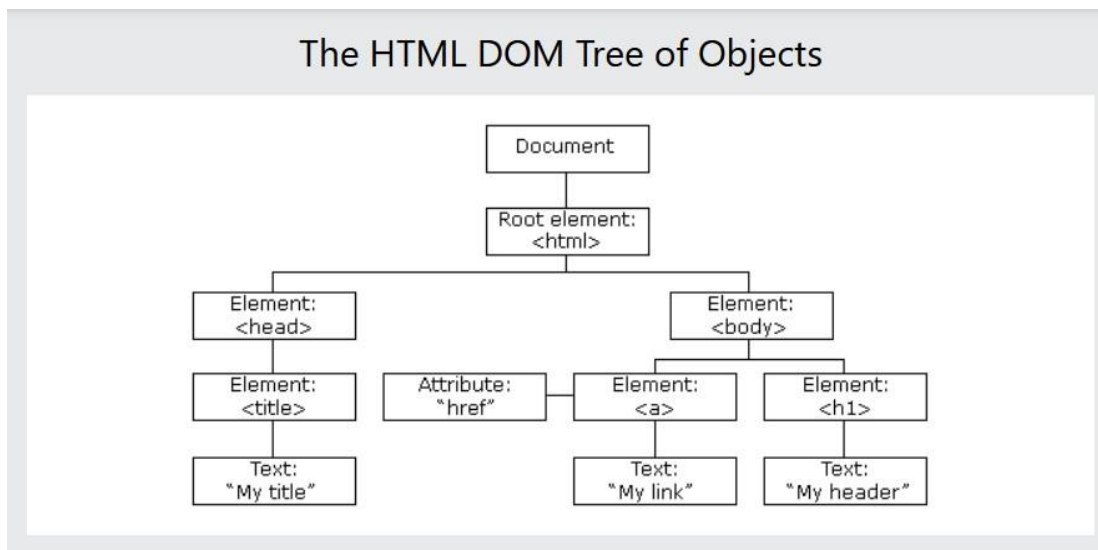 The HTML DOM Tree of Objects
Document
Root element:
<html>
Element:
<head>
Element:
<body>
Element:
<title>
Attribute:
"href"
Element:
<a>
Element:
<h1>
Text:
"My title"
Text:
"My link"
Text:
"My header"